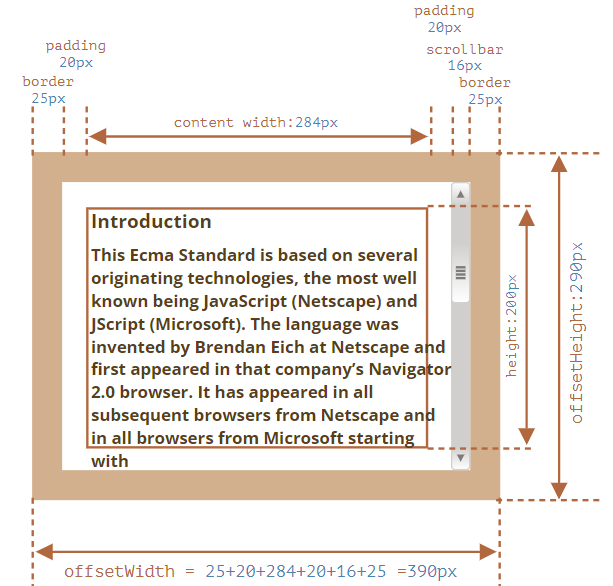 padding
20px
padding
20px
scrollbar
16px
border
25px
border
25px
content width:284px
Introduction
This Ecma Standard is based on several
originating technologies, the most well
known being JavaScript (Netscape) and
JScript (Microsoft). The language was
invented by Brendan Eich at Netscape and
first appeared in that company’s Navigator
2.0 browser. It has appeared in all
subsequent browsers from Netscape and
in all browsers from Microsoft starting
with
height:200px
offsetHeight:290px
offsetWidth = 25+20+284+20+16+25 =390px